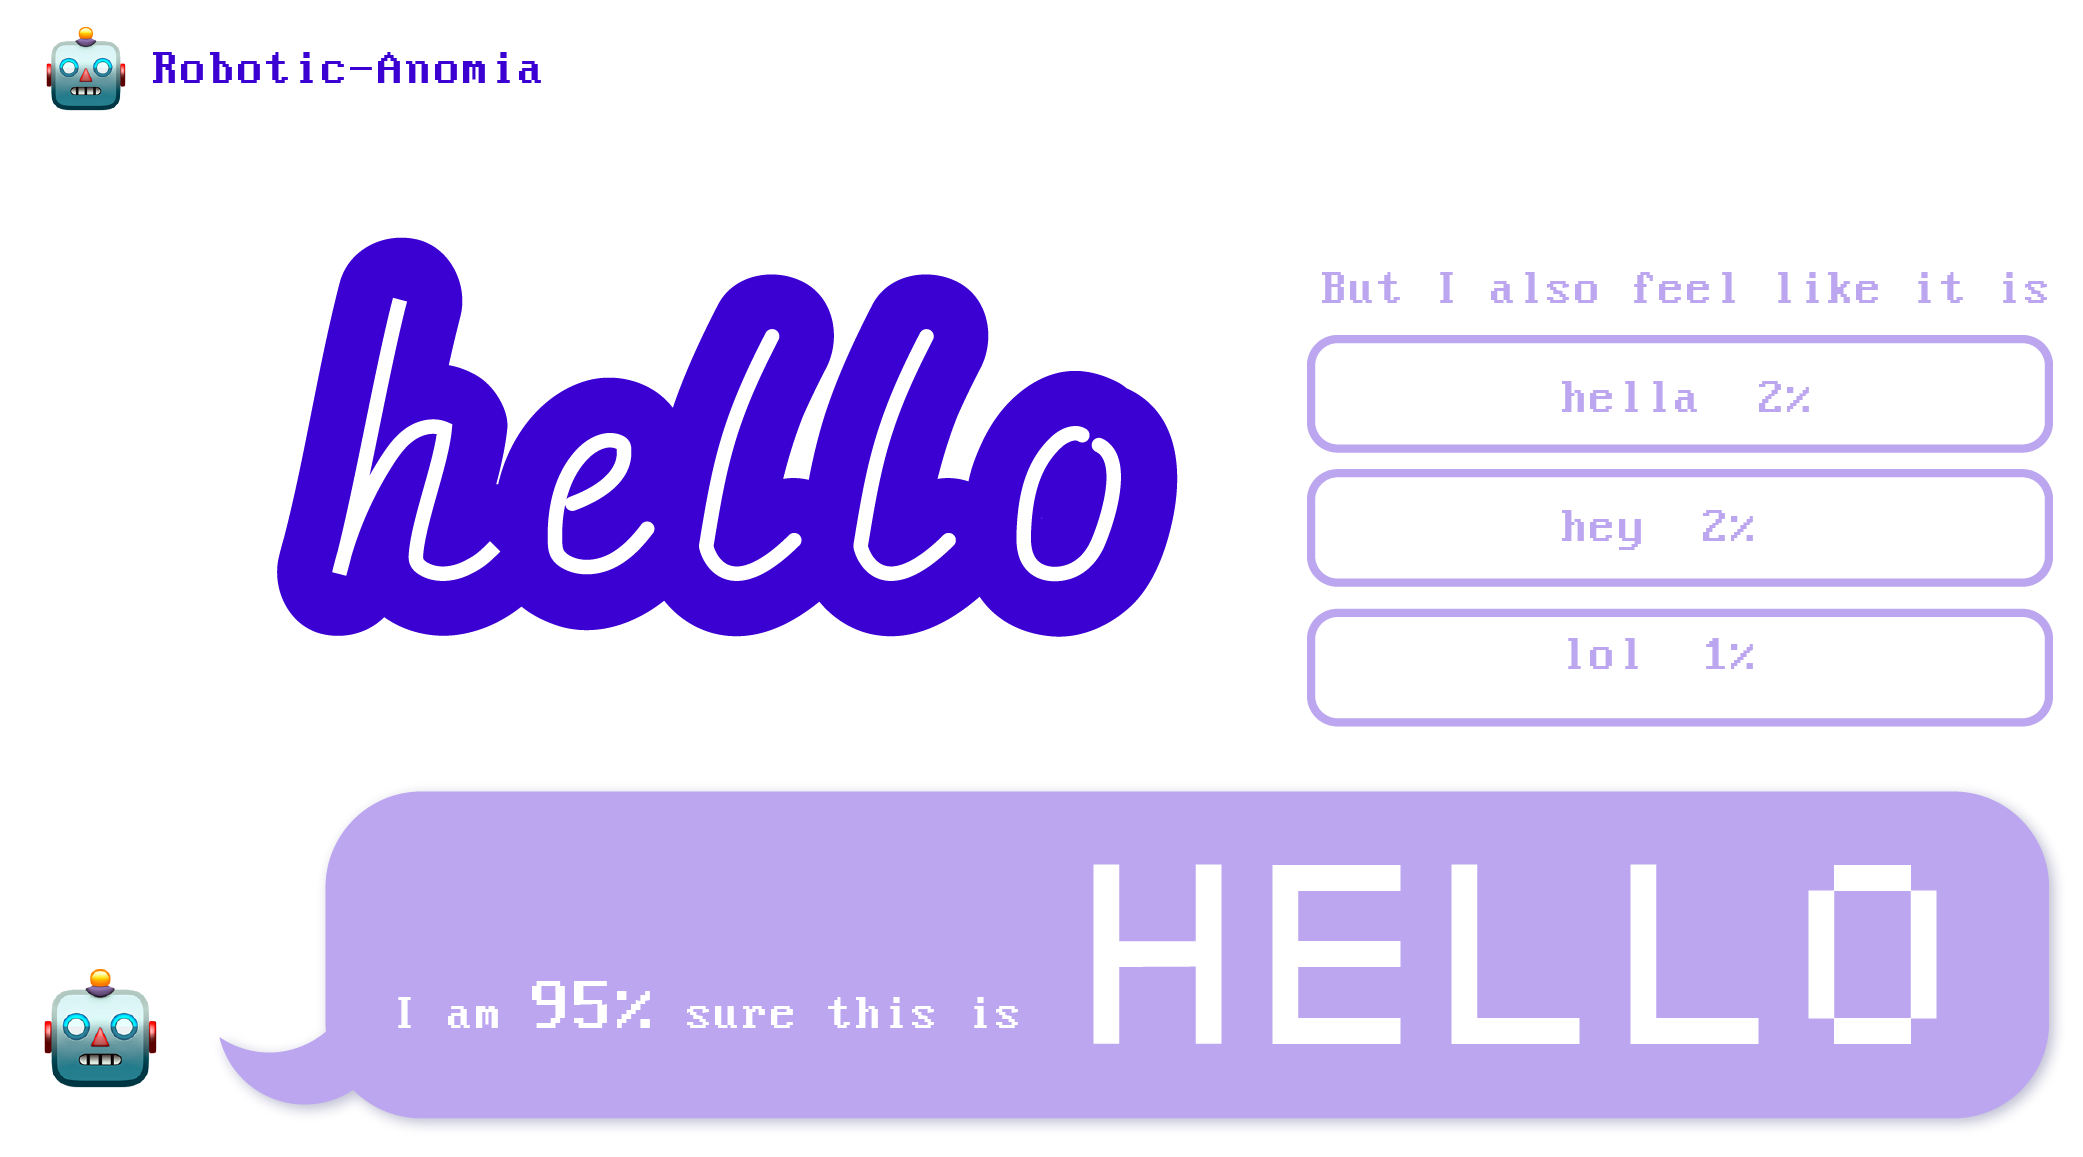 Robotic-Anomia
hello
But I also feel like it is
hella 2%
hey 2%
lol 1%
I am 95% sure this is HELLO